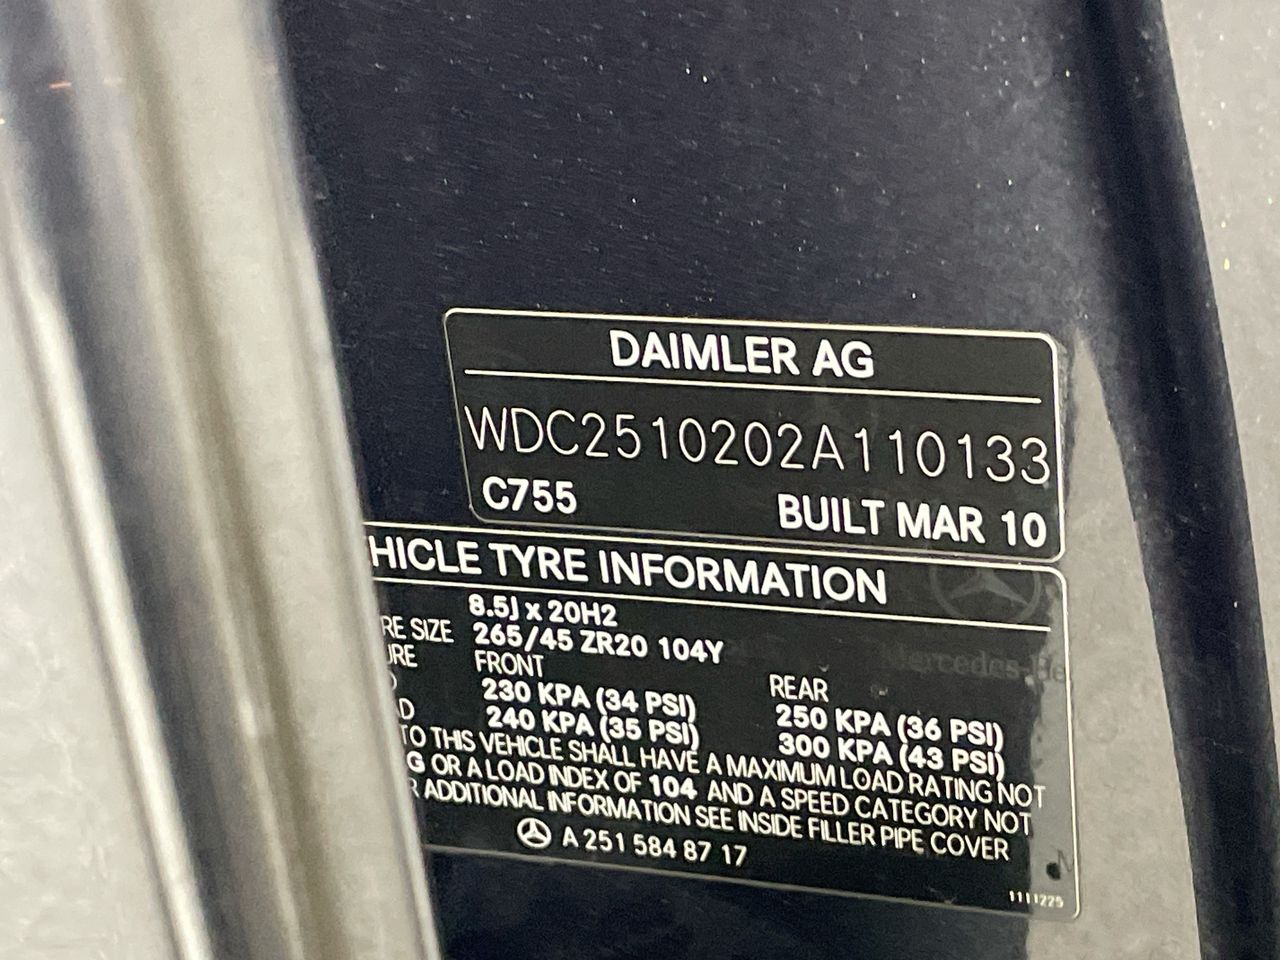 DAIMLER AG
WDC2510202A110133
C755 BUILT MAR 10
HICLE TYRE INFORMATION
8.5J x 20H2
RE SIZE 265/45 ZR20 104Y
URE FRONT REAR
230 KPA (34 PSI) 250 KPA (36 PSI)
D 240 KPA (35 PSI) 300 KPA (43 PSI)
TO THIS VEHICLE SHALL HAVE A MAXIMUM LOAD RATING NOT
G OR A LOAD INDEX OF 104 AND A SPEED CATEGORY NOT
R ADDITIONAL INFORMATION SEE INSIDE FILLER PIPE COVER
A 251 584 87 17
1111225